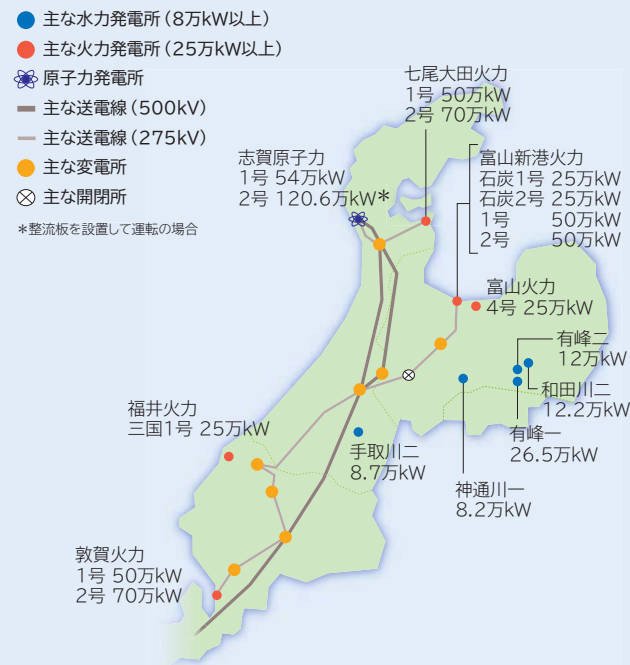 主な水力発電所(8万kW以上)
主な火力発電所(25万kW以上)
原子力発電所
主な送電線(500kV)
主な送電線(275kV)
主な変電所
主な開閉所
*整流板を設置して運転の場合
七尾大田火力
1号 50万kW
2号 70万kW
志賀原子力
1号 54万kW
2号 120.6万kW*
富山新港火力
石炭1号 25万kW
石炭2号 25万kW
1号 50万kW
2号 50万kW
富山火力
4号 25万kW
有峰二
12万kW
和田川二
12.2万kW
有峰一
26.5万kW
神通川一
8.2万kW
手取川二
8.7万kW
福井火力
三国1号 25万kW
敦賀火力
1号 50万kW
2号 70万kW